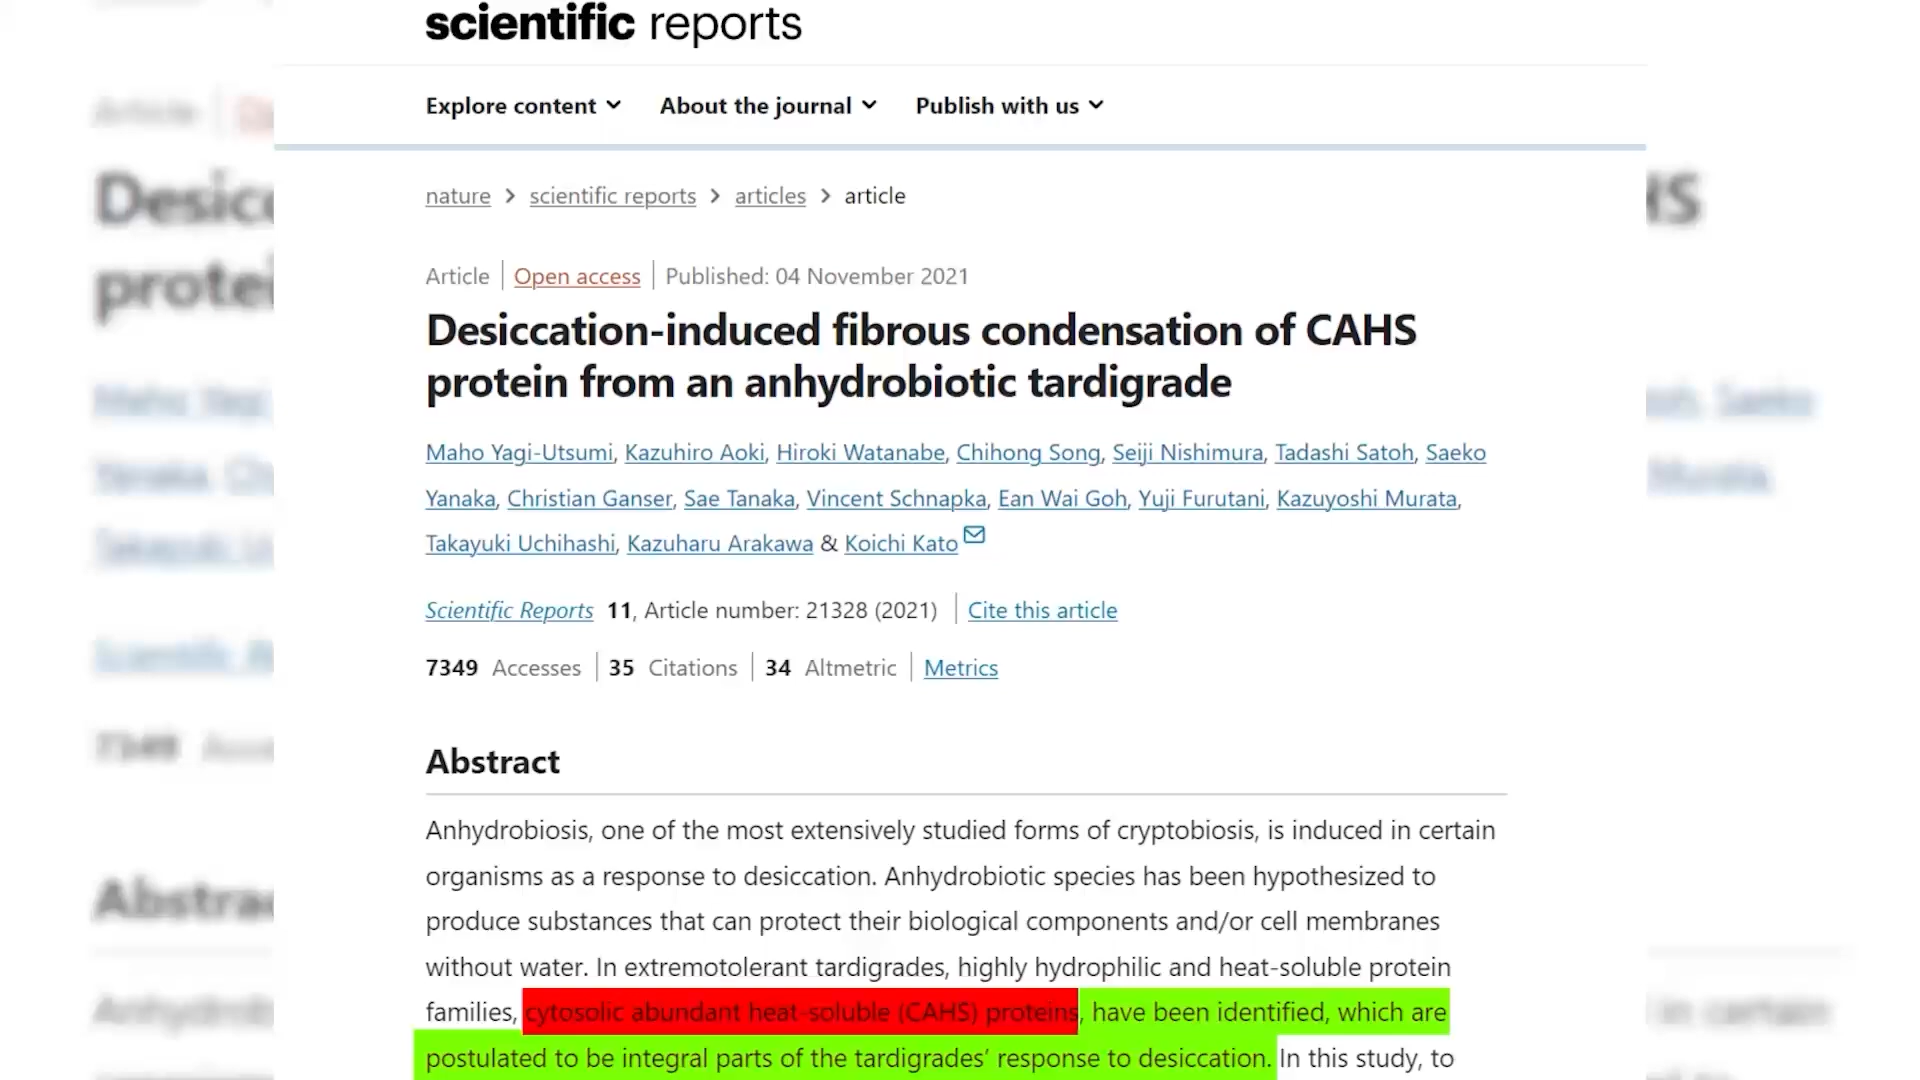 scientific reports
Explore content About the journal Publish with us
nature > scientific reports > articles > article
Article | Open access | Published: 04 November 2021
Desiccation-induced fibrous condensation of CAHS
protein from an anhydrobiotic tardigrade
Maho Yagi-Utsumi, Kazuhiro Aoki, Hiroki Watanabe, Chihong Song, Seiji Nishimura, Tadashi Satoh, Saeko
Yanaka, Christian Ganser, Sae Tanaka, Vincent Schnapka, Ean Wai Goh, Yuji Furutani, Kazuyoshi Murata,
Takayuki Uchihashi, Kazuharu Arakawa & Koichi Kato
Scientific Reports 11, Article number: 21328 (2021) | Cite this article
7349 Accesses | 35 Citations | 34 Altmetric | Metrics
Abstract
Anhydrobiosis, one of the most extensively studied forms of cryptobiosis, is induced in certain
organisms as a response to desiccation. Anhydrobiotic species has been hypothesized to
produce substances that can protect their biological components and/or cell membranes
without water. In extremotolerant tardigrades, highly hydrophilic and heat-soluble protein
families, cytosolic abundant heat-soluble (CAHS) proteins, have been identified, which are
postulated to be integral parts of the tardigrades’ response to desiccation. In this study, to